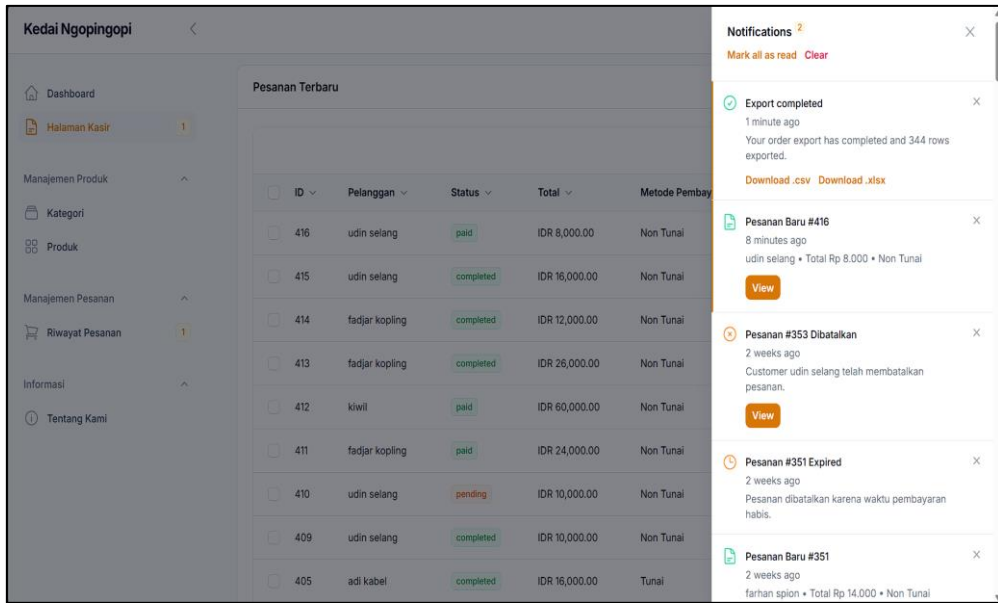 Kedai Ngopingopi
Dashboard
Halaman Kasir 1
Manajemen Produk
Kategori
Produk
Manajemen Pesanan
Riwayat Pesanan 1
Informasi
Tentang Kami
Pesanan Terbaru
ID Pelanggan Status Total Metode Pembay
416 udin selang paid IDR 8,000.00 Non Tunai
415 udin selang completed IDR 16,000.00 Non Tunai
414 fadjar kopling completed IDR 12,000.00 Non Tunai
413 fadjar kopling completed IDR 26,000.00 Non Tunai
412 kiwil paid IDR 60,000.00 Non Tunai
411 fadjar kopling paid IDR 24,000.00 Non Tunai
410 udin selang pending IDR 10,000.00 Non Tunai
409 udin selang completed IDR 10,000.00 Non Tunai
405 adi kabel completed IDR 16,000.00 Tunai
Notifications 2
Mark all as read Clear
Export completed
1 minute ago
Your order export has completed and 344 rows
exported.
Download .csv Download .xlsx
Pesanan Baru #416
8 minutes ago
udin selang • Total Rp 8.000 • Non Tunai
View
Pesanan #353 Dibatalkan
2 weeks ago
Customer udin selang telah membatalkan
pesanan.
View
Pesanan #351 Expired
2 weeks ago
Pesanan dibatalkan karena waktu pembayaran
habis.
Pesanan Baru #351
2 weeks ago
farhan spion • Total Rp 14.000 • Non Tunai